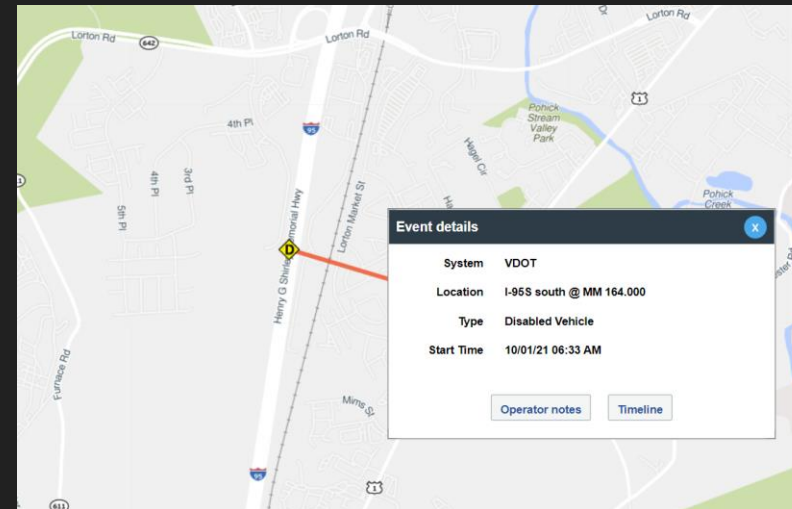 Lorton Rd
642
Lorton Rd
Lorton Rd
Dr
1
4th Pl
95
Pohick
Stream
Valley
Park
Hagel Cir
3rd Pl
4th Pl
5th Pl
Lorton Market St
Pohick
Creek
Henry G Shirley Memorial Hwy
D
Event details
x
System VDOT
Location I-95S south @ MM 164.000
Type Disabled Vehicle
Start Time 10/01/21 06:33 AM
Operator notes Timeline
Furnace Rd
Mims St
95
1
611